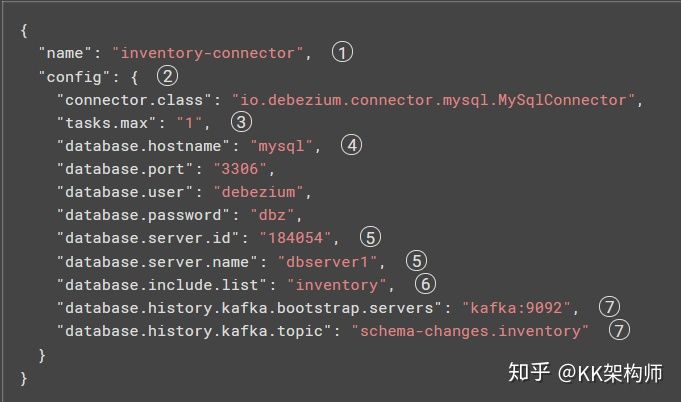 {
  "name": "inventory-connector", ①
  "config": { ②
    "connector.class": "io.debezium.connector.mysql.MySqlConnector",
    "tasks.max": "1", ③
    "database.hostname": "mysql", ④
    "database.port": "3306",
    "database.user": "debezium",
    "database.password": "dbz",
    "database.server.id": "184054", ⑤
    "database.server.name": "dbserver1", ⑤
    "database.include.list": "inventory", ⑥
    "database.history.kafka.bootstrap.servers": "kafka:9092", ⑦
    "database.history.kafka.topic": "schema-changes.inventory" ⑦
  }
}
知乎 @KK架构师